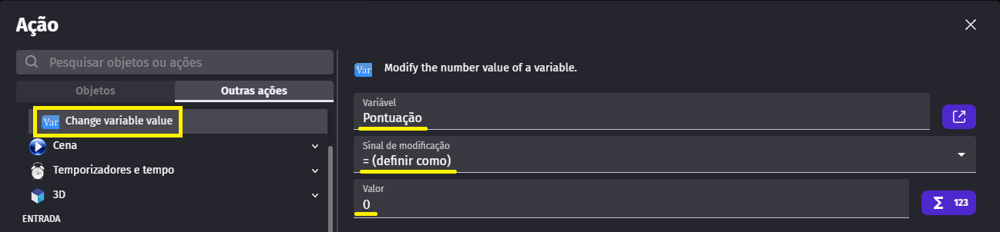 Ação
Pesquisar objetos ou ações
Objetos
Outras ações
Var Change variable value
Cena
Temporizadores e tempo
3D
ENTRADA
Var Modify the number value of a variable.
Variável
Pontuação
Sinal de modificação
= (definir como)
Valor
0
Σ 123